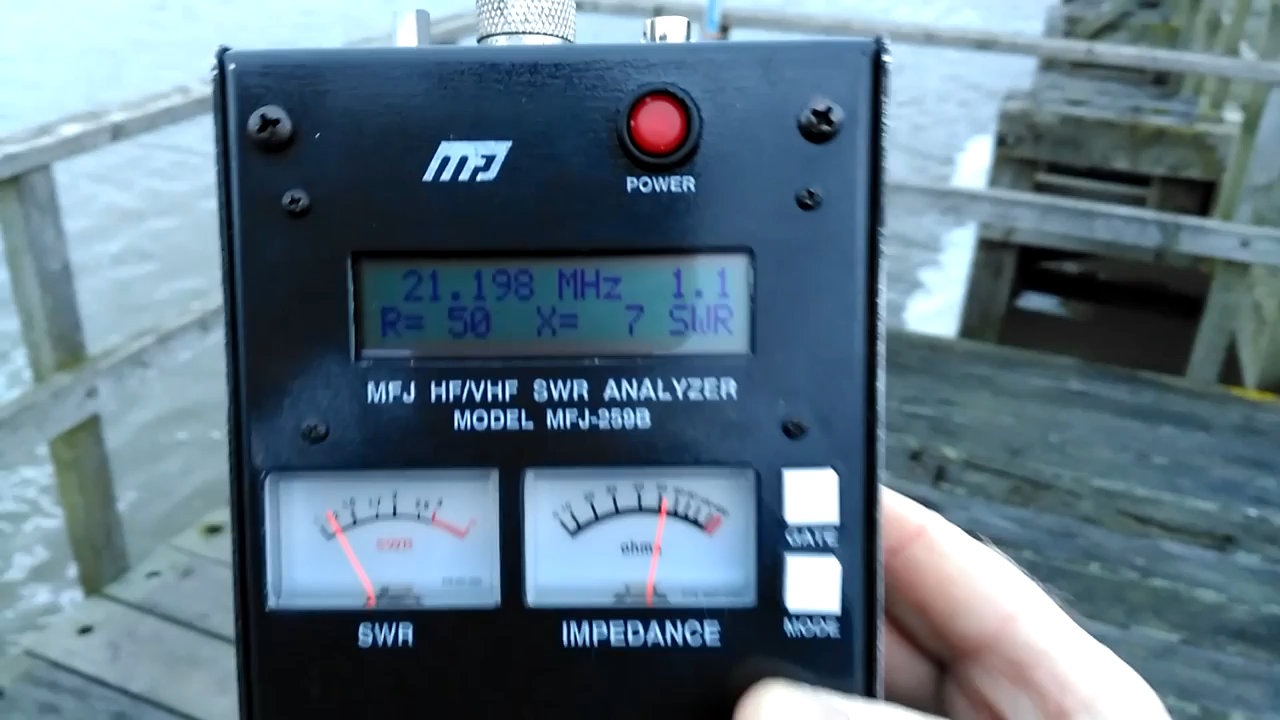 MFJ
POWER
21.198 MHz 1.1
R= 50 X= 7 SWR
MFJ HF/VHF SWR ANALYZER
MODEL MFJ-259B
SWR
ohms
GATE
MODE
SWR
IMPEDANCE